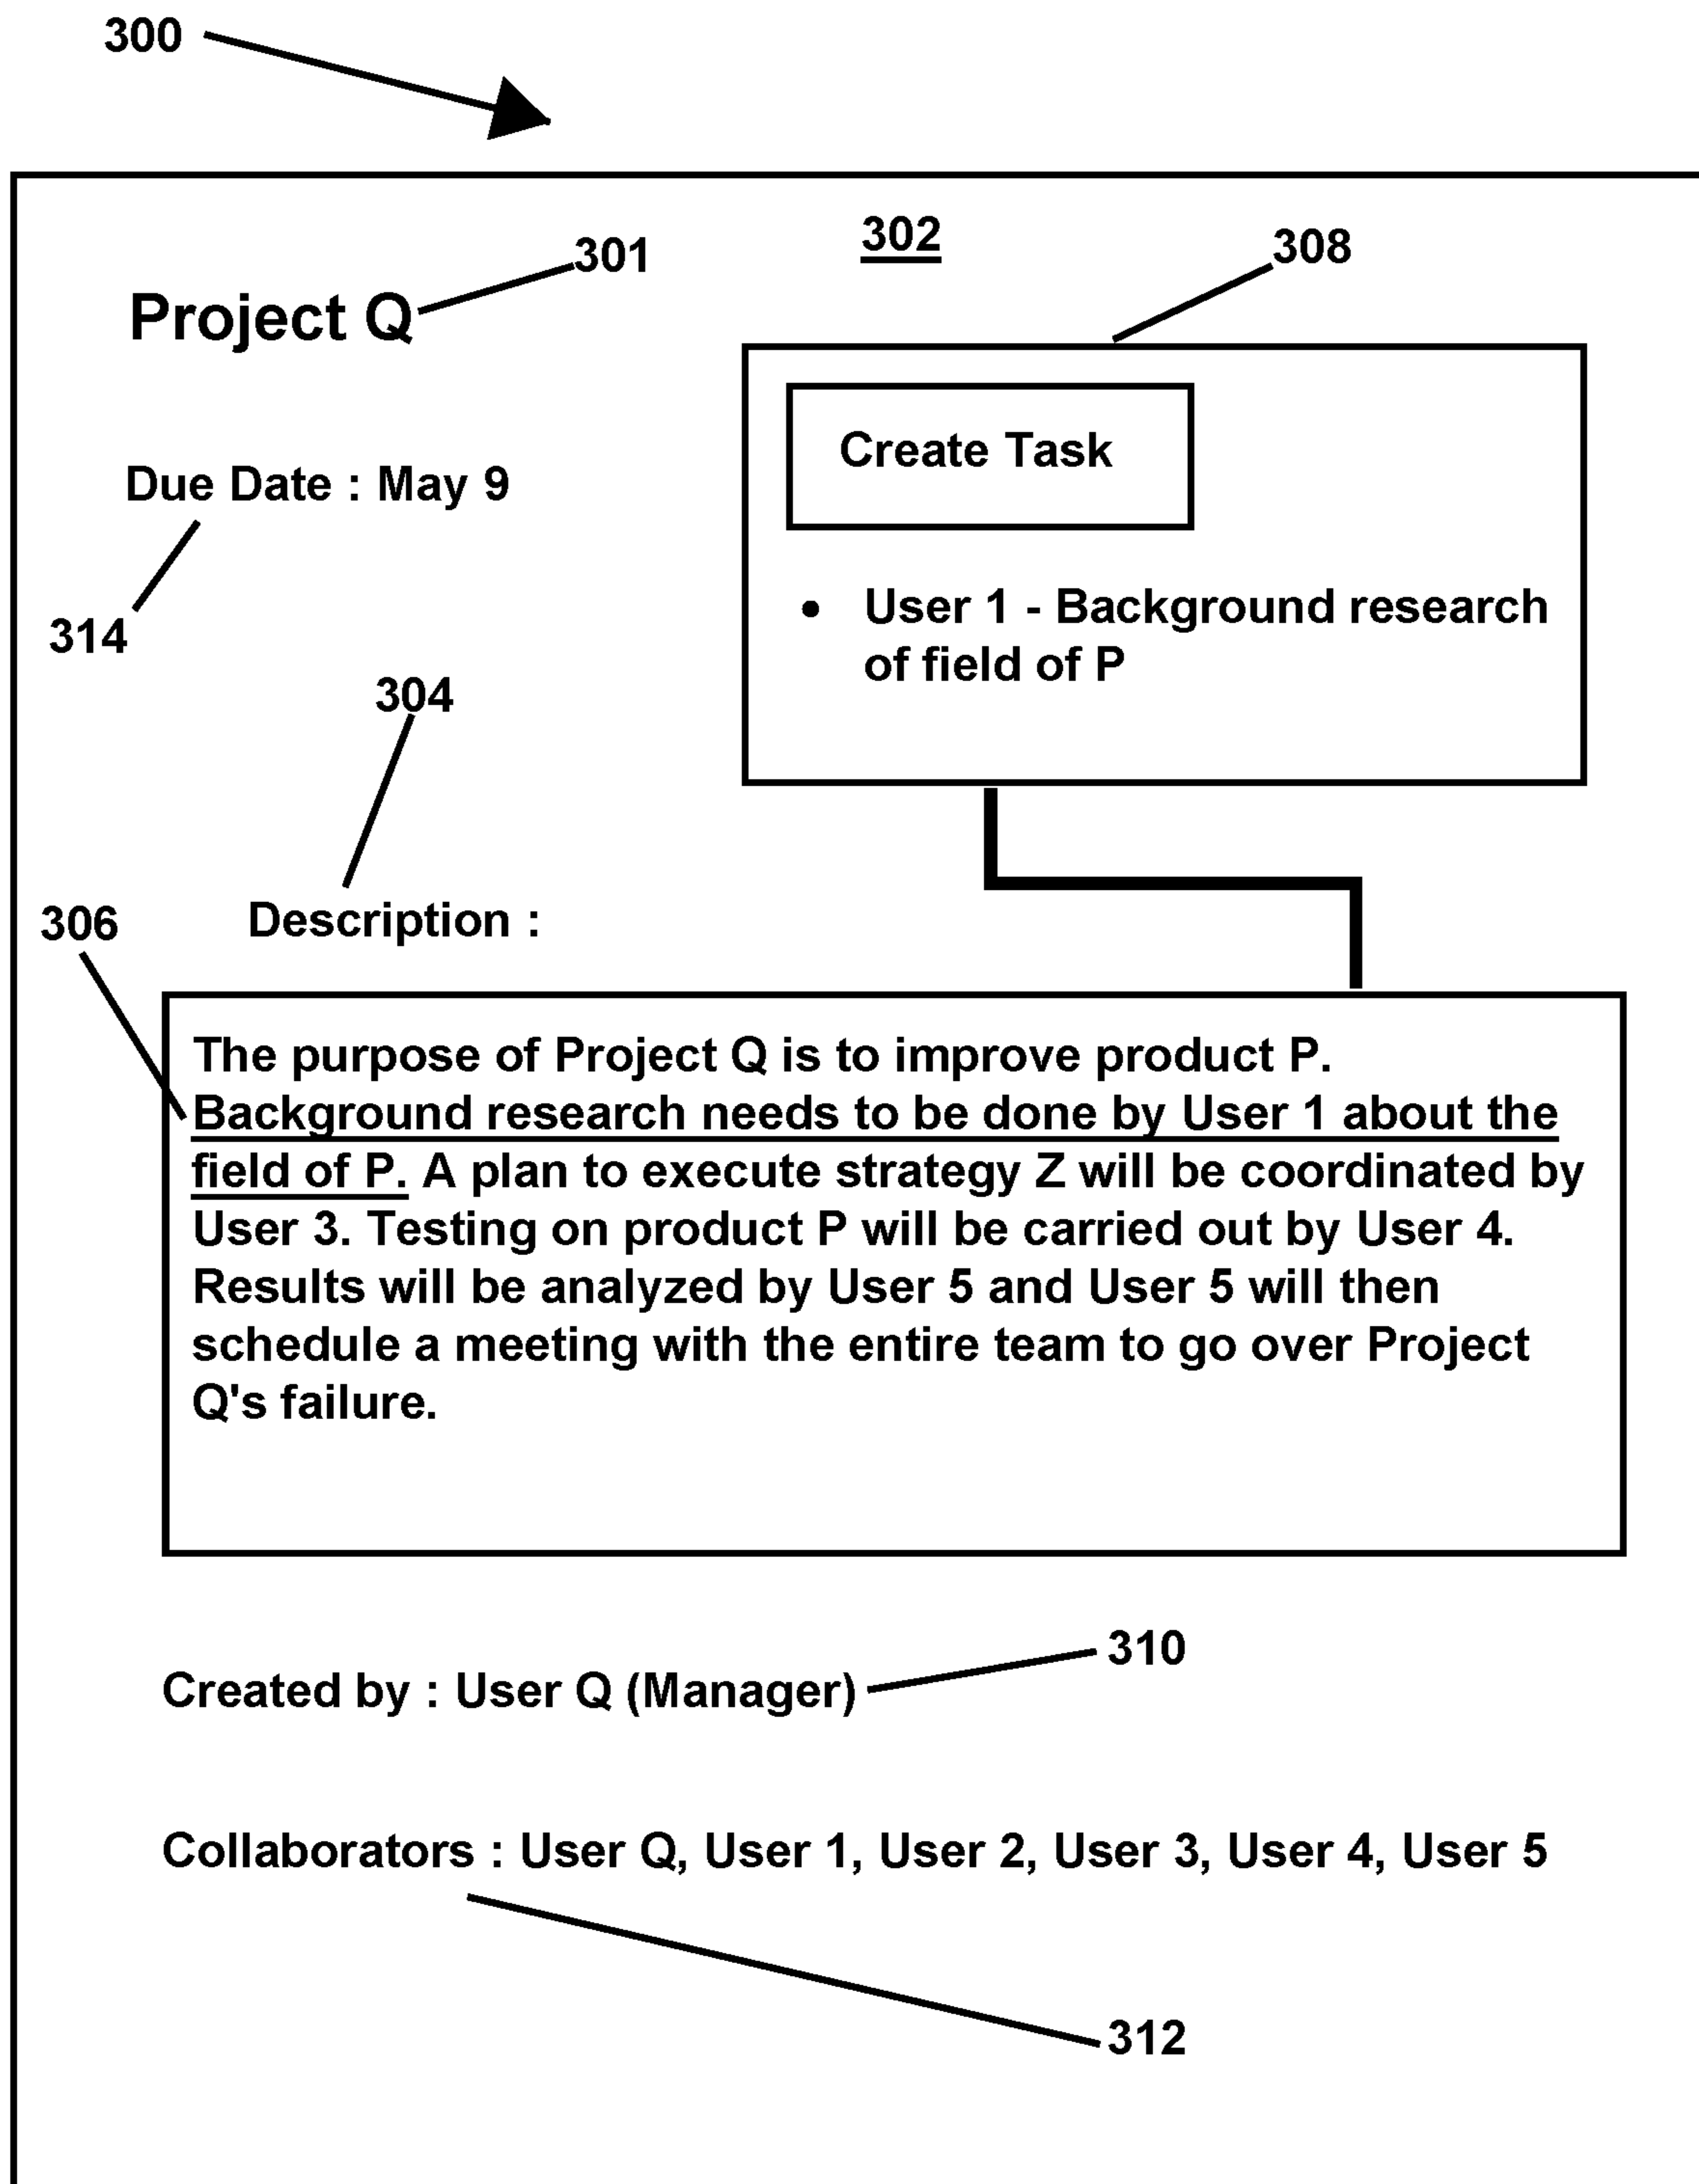 300
302
301
308
Project Q
Create Task
Due Date : May 9
• User 1 - Background research
of field of P
314
304
306
Description :
The purpose of Project Q is to improve product P.
Background research needs to be done by User 1 about the
field of P. A plan to execute strategy Z will be coordinated by
User 3. Testing on product P will be carried out by User 4.
Results will be analyzed by User 5 and User 5 will then
schedule a meeting with the entire team to go over Project
Q's failure.
310
Created by : User Q (Manager)
Collaborators : User Q, User 1, User 2, User 3, User 4, User 5
312